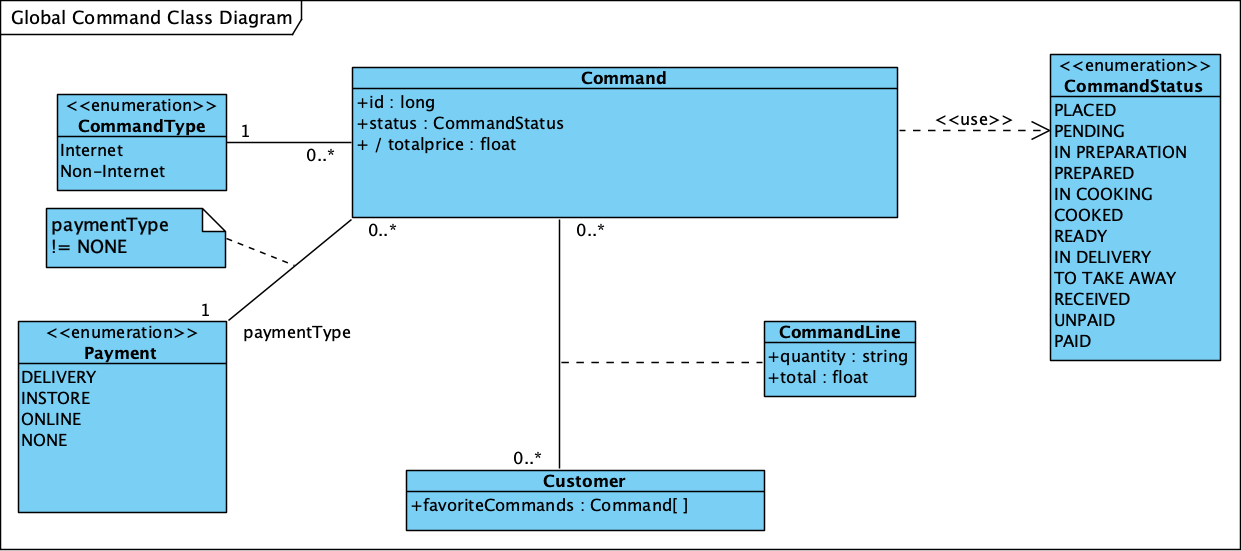 Global Command Class Diagram
<<enumeration>>
CommandType
Internet
Non-Internet
1
0..*
Command
+id : long
+status : CommandStatus
+ / totalprice : float
<<use>>
<<enumeration>>
CommandStatus
PLACED
PENDING
IN PREPARATION
PREPARED
IN COOKING
COOKED
READY
IN DELIVERY
TO TAKE AWAY
RECEIVED
UNPAID
PAID
paymentType
!= NONE
0..*
0..*
1
paymentType
<<enumeration>>
Payment
DELIVERY
INSTORE
ONLINE
NONE
CommandLine
+quantity : string
+total : float
0..*
Customer
+favoriteCommands : Command[ ]